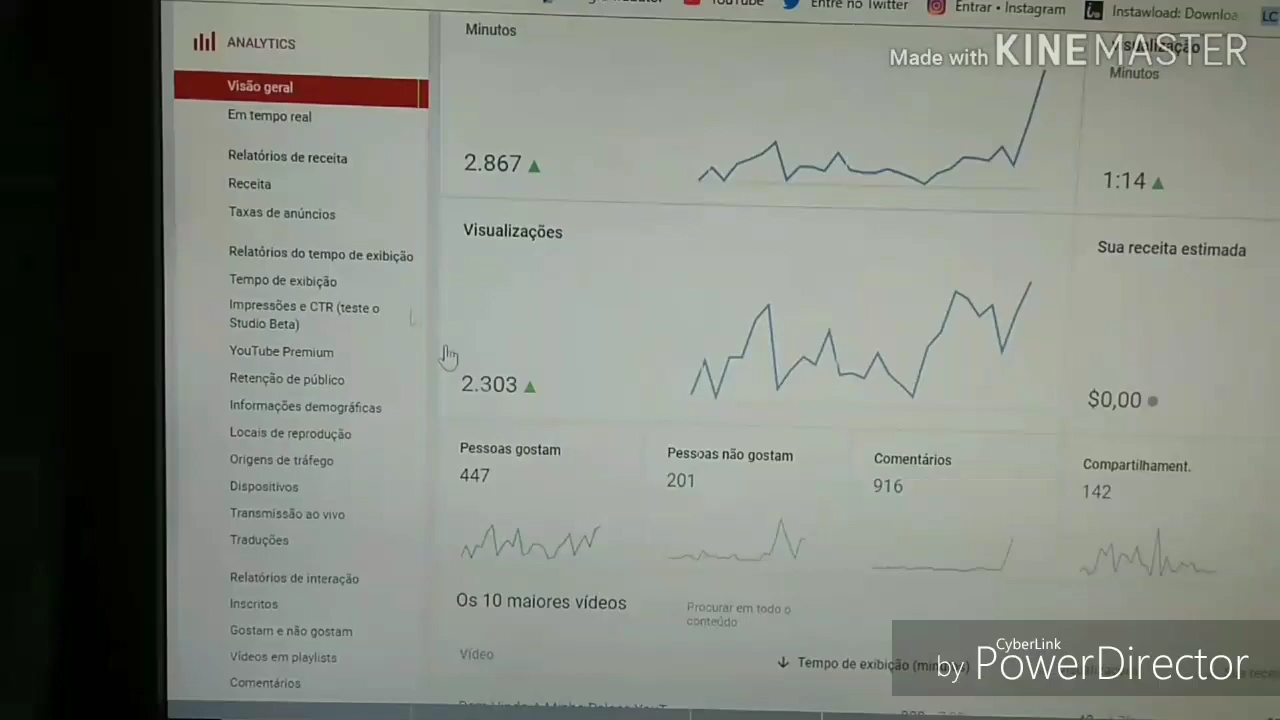 YouTube
Entre no Twitter
Entrar • Instagram
Instawload: Downloa
LC
ANALYTICS
Visão geral
Em tempo real
Relatórios de receita
Receita
Taxas de anúncios
Relatórios do tempo de exibição
Tempo de exibição
Impressões e CTR (teste o
Studio Beta)
YouTube Premium
Retenção de público
Informações demográficas
Locais de reprodução
Origens de tráfego
Dispositivos
Transmissão ao vivo
Traduções
Relatórios de interação
Inscritos
Gostam e não gostam
Vídeos em playlists
Comentários
Minutos
2.867
Made with KINEMASTER
Minutos
1:14
Visualizações
2.303
Sua receita estimada
$0,00
Pessoas gostam
447
Pessoas não gostam
201
Comentários
916
Compartilhament.
142
Os 10 maiores vídeos
Procurar em todo o
conteúdo
Vídeo
Tempo de exibição
CyberLink
by PowerDirector